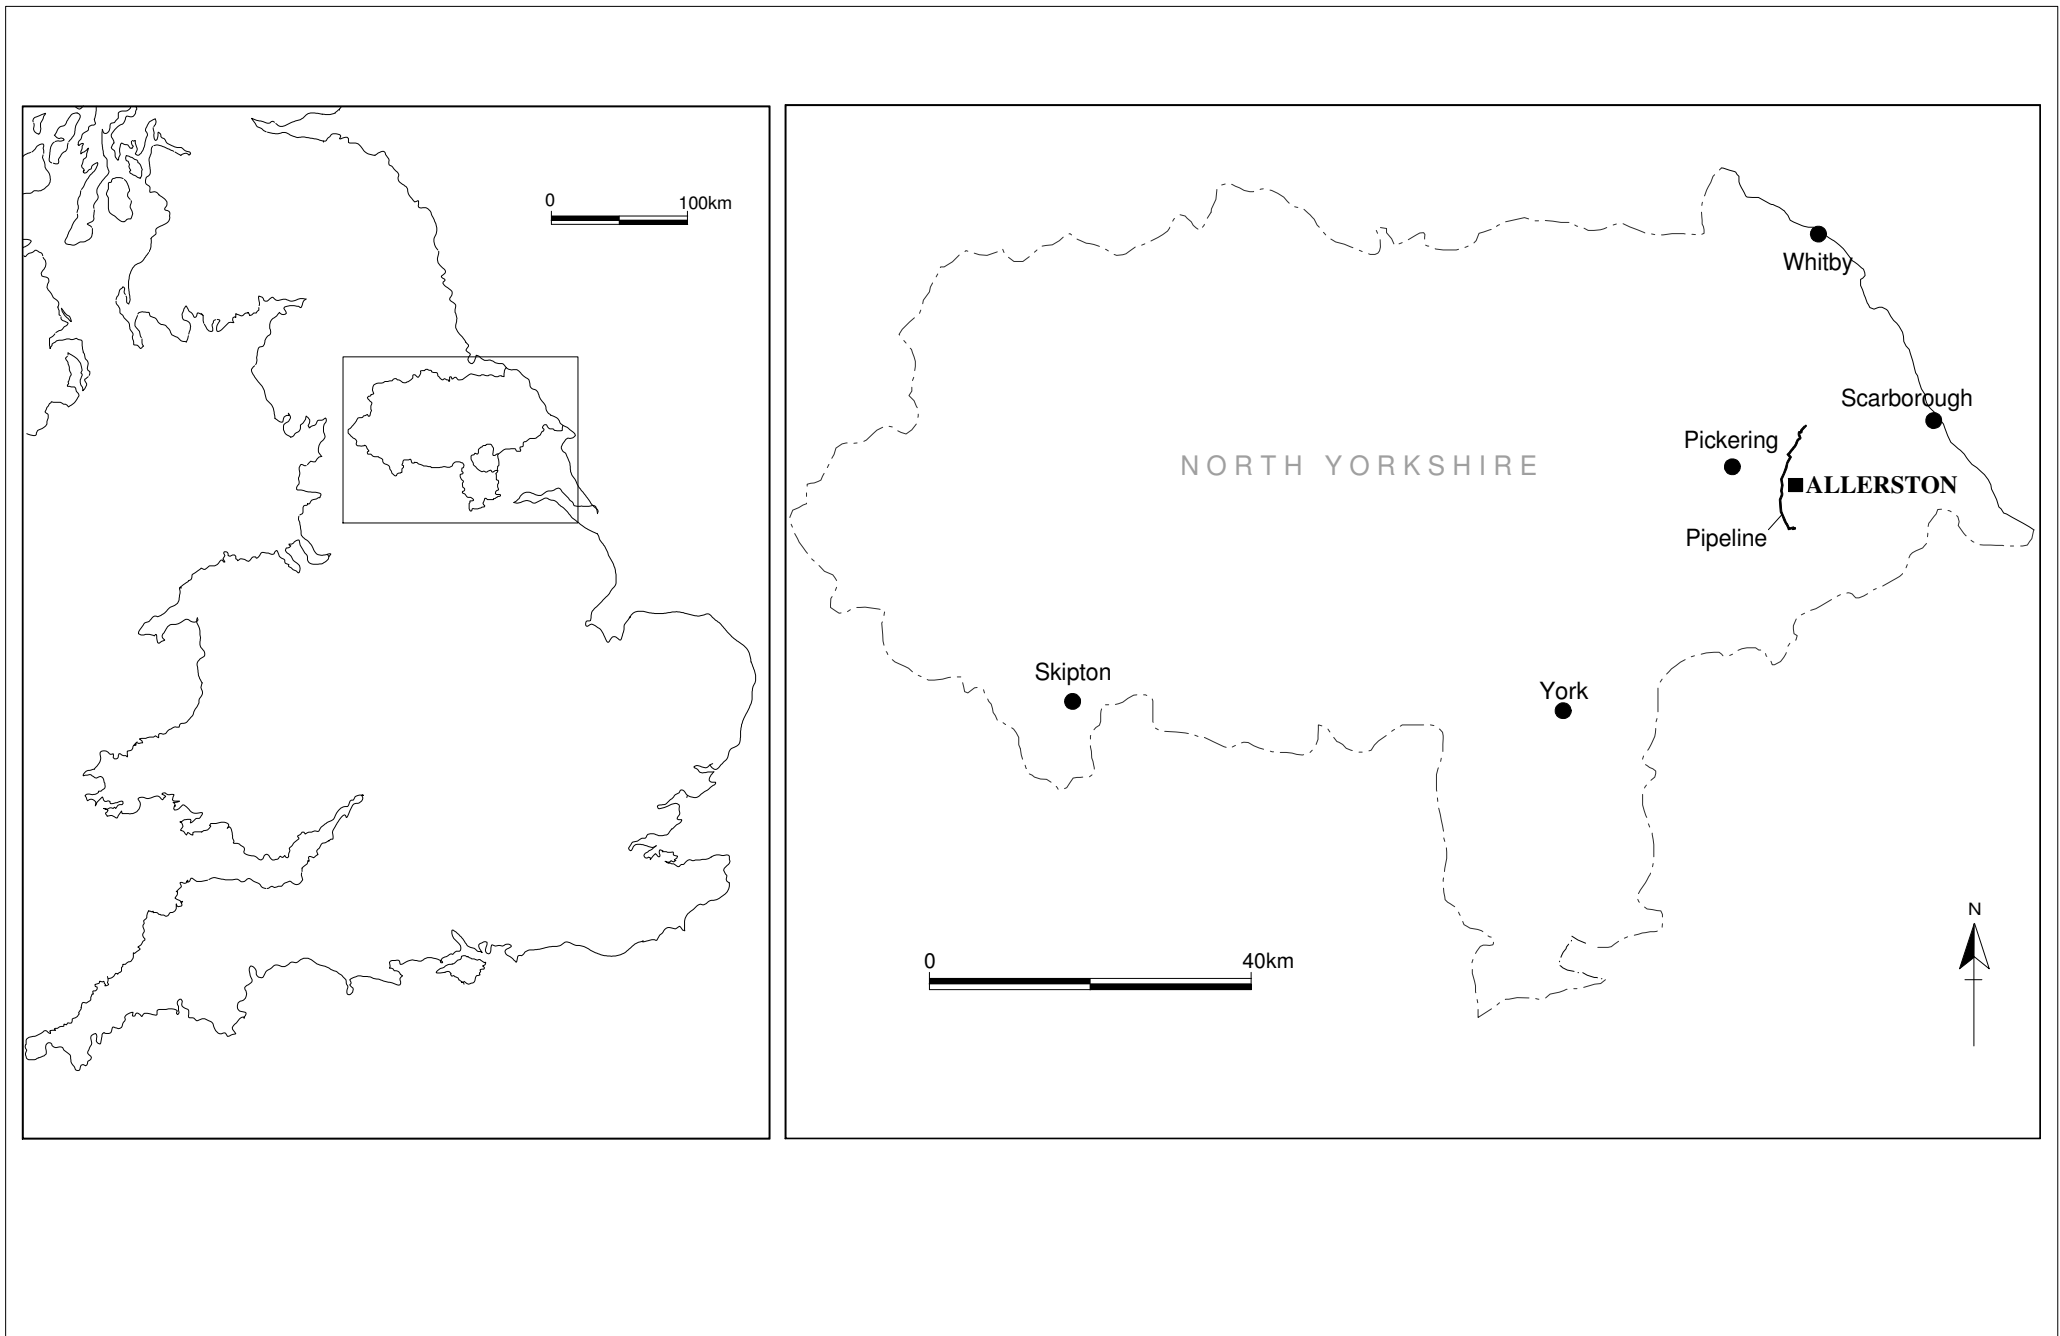 0 100km
Whitby
Scarborough
Pickering
NORTH YORKSHIRE
ALLERSTON
Pipeline
Skipton
York
N
0 40km